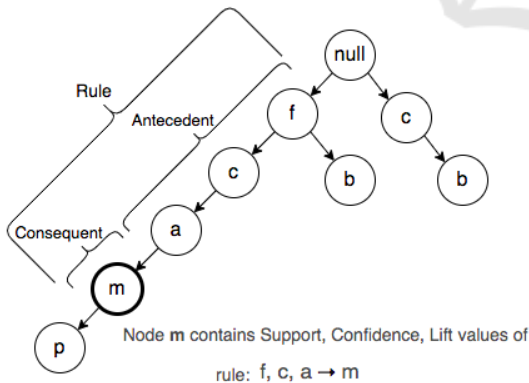 null
Rule
Antecedent
f
c
c
b
b
Consequent
a
m
p
Node m contains Support, Confidence, Lift values of
rule: f, c, a → m